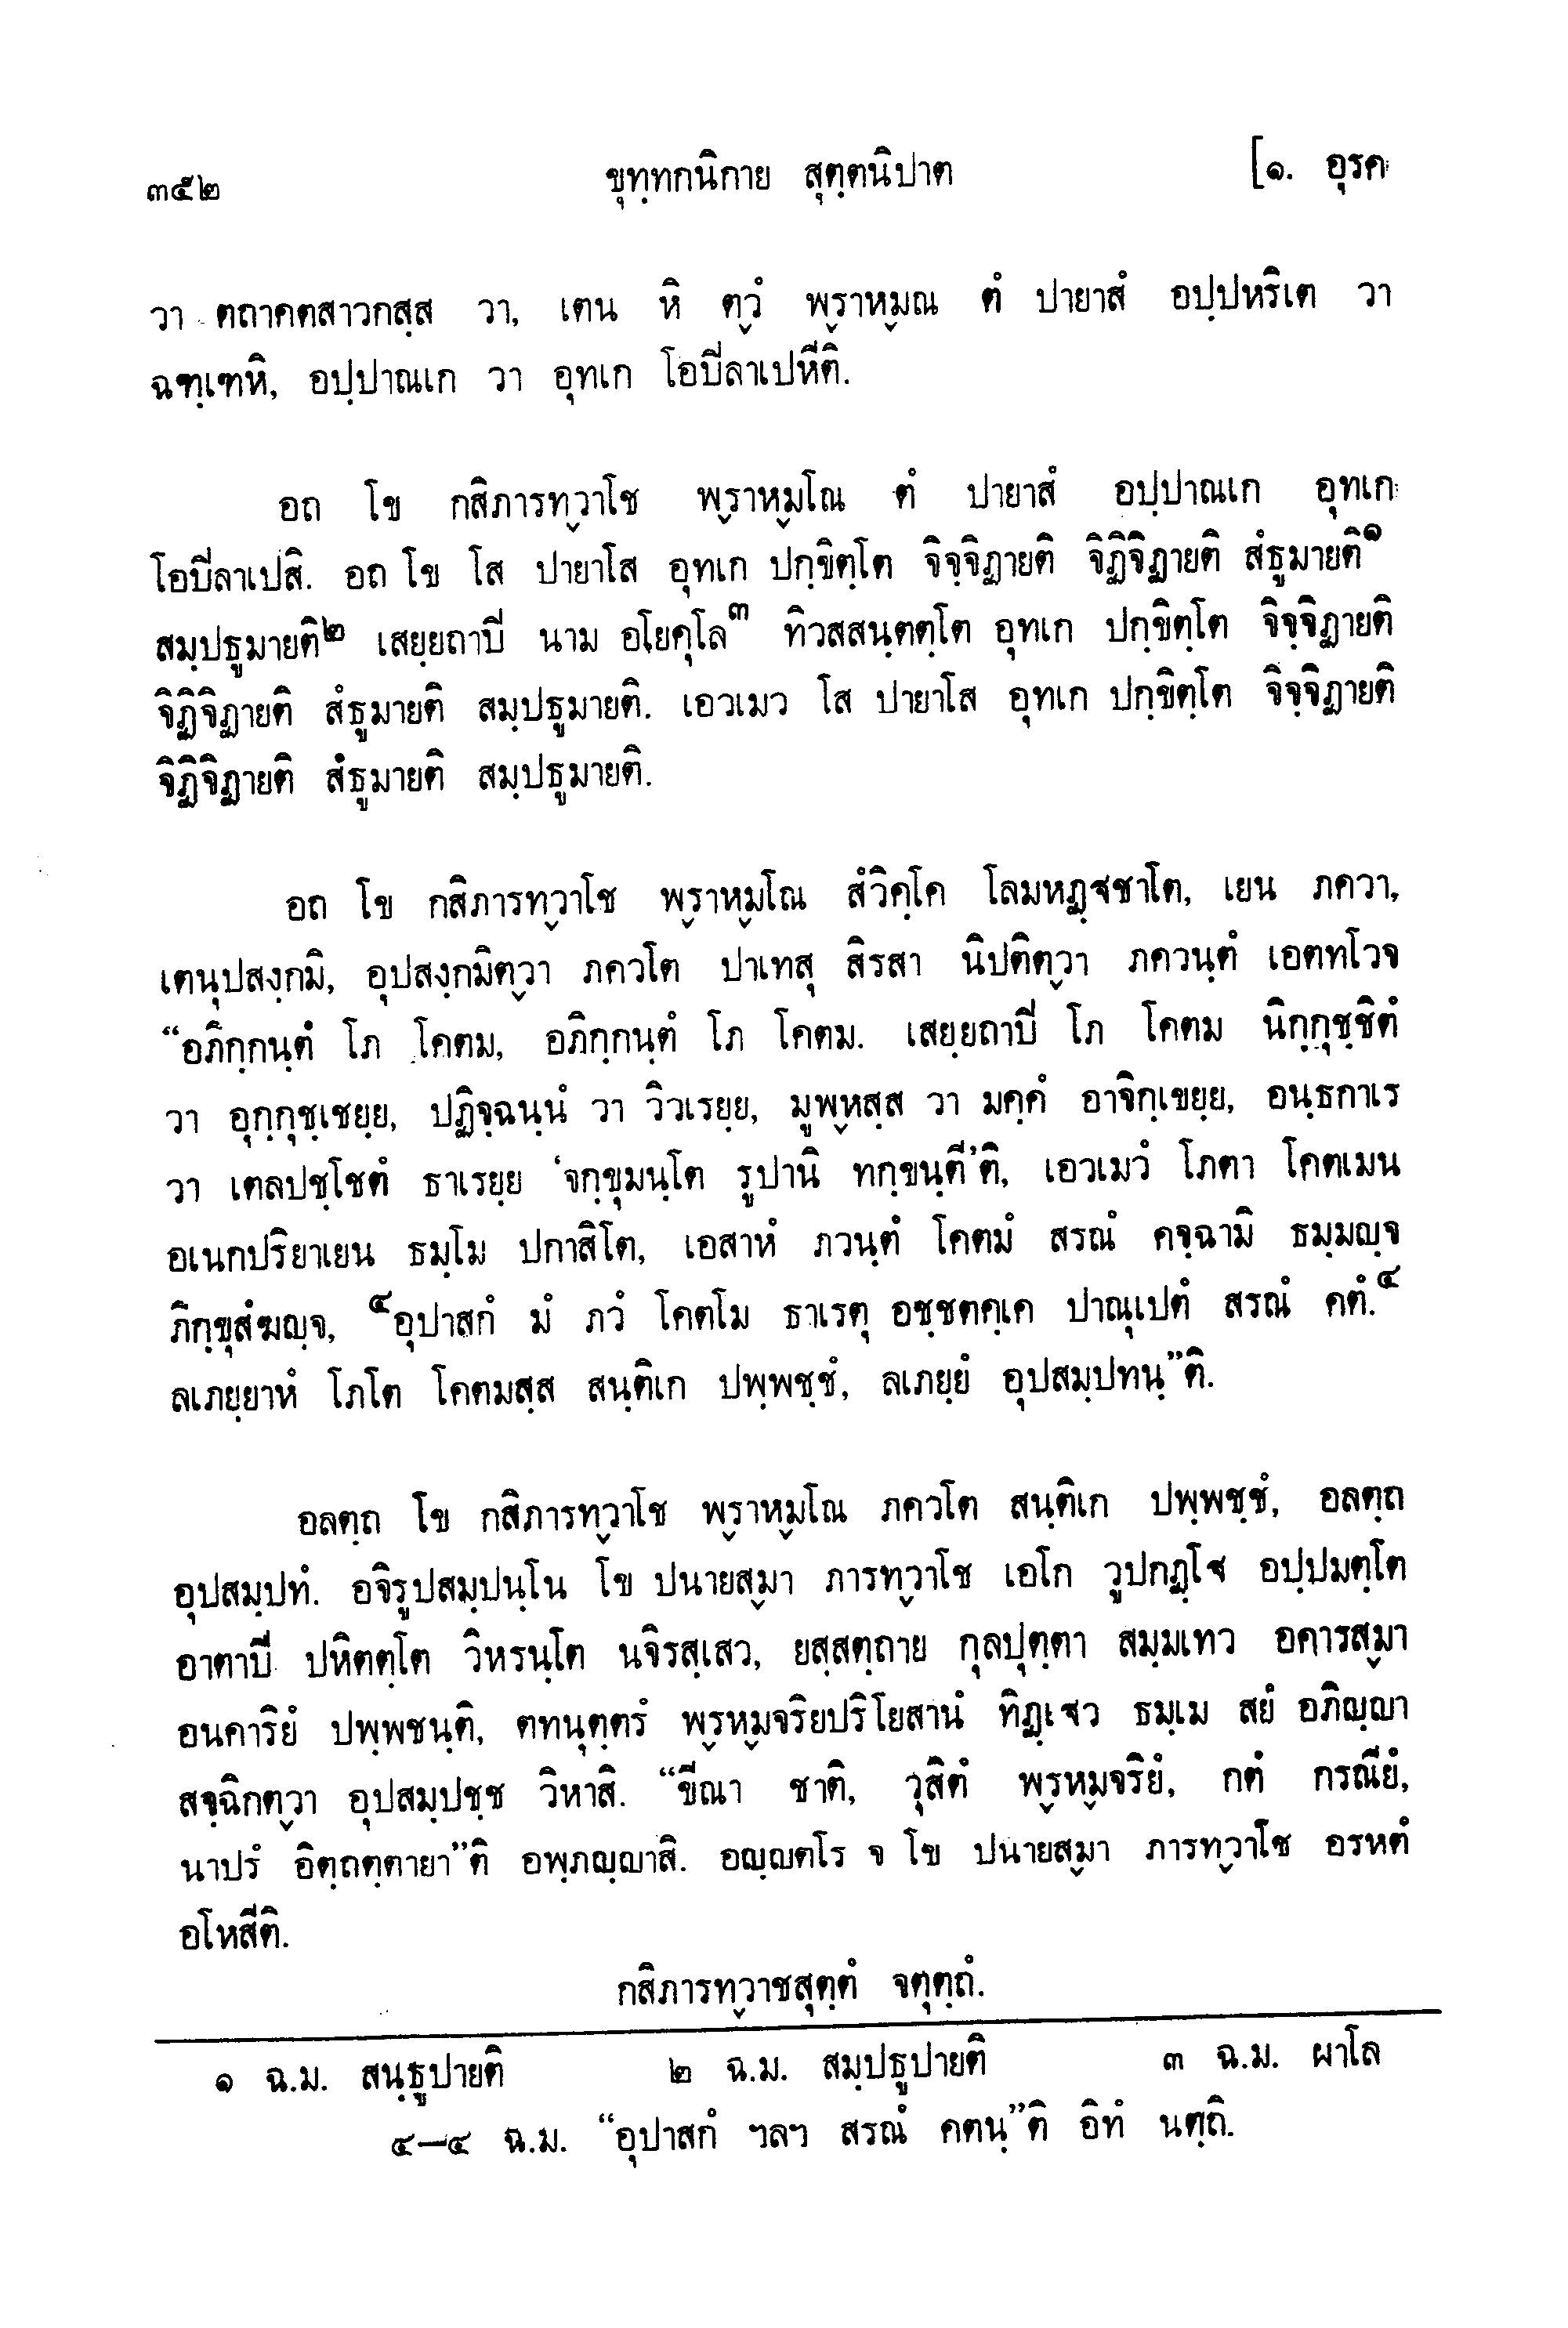 ๓๕๒ ขุทฺทกนิกาย สุตฺตนิปาต [๑. อุรค
วา ตถาคตสาวกสฺส วา, เตน หิ ตฺวํ พฺราหฺมณ ตํ ปายาสํ อปฺปหริเต วา
ฉฑฺเฑหิ, อปฺปาณเก วา อุทเก โอปิลาเปหีติ.
อถ โข กสิภารทฺวาโช พฺราหฺมโณ ตํ ปายาสํ อปฺปาณเก อุทเก
โอปิลาเปสิ. อถ โข โส ปายาโส อุทเก ปกฺขิตฺโต จิจฺจิฏายติ จิฏิจิฏายติ สํธูมายติ๑
สมฺปธูมายติ๒ เสยฺยถาปิ นาม อโยคุโล๓ ทิวสสนฺตตฺโต อุทเก ปกฺขิตฺโต จิจฺจิฏายติ
จิฏิจิฏายติ สํธูมายติ สมฺปธูมายติ. เอวเมว โส ปายาโส อุทเก ปกฺขิตฺโต จิจฺจิฏายติ
จิฏิจิฏายติ สํธูมายติ สมฺปธูมายติ.
อถ โข กสิภารทฺวาโช พฺราหฺมโณ สํวิคฺโค โลมหฏฺฐชาโต, เยน ภควา,
เตนุปสงฺกมิ, อุปสงฺกมิตฺวา ภควโต ปาเทสุ สิรสา นิปติตฺวา ภควนฺตํ เอตทโวจ
“อภิกฺกนฺตํ โภ โคตม, อภิกฺกนฺตํ โภ โคตม. เสยฺยถาปิ โภ โคตม นิกฺกุชฺชิตํ
วา อุกฺกุชฺเชยฺย, ปฏิจฺฉนฺนํ วา วิวเรยฺย, มูฬฺหสฺส วา มคฺคํ อาจิกฺเขยฺย, อนฺธกาเร
วา เตลปชฺโชตํ ธาเรยฺย ‘จกฺขุมนฺโต รูปานิ ทกฺขนฺตี’ติ, เอวเมวํ โภตา โคตเมน
อเนกปริยาเยน ธมฺโม ปกาสิโต, เอสาหํ ภวนฺตํ โคตมํ สรณํ คจฺฉามิ ธมฺมญฺจ
ภิกฺขุสํฆญฺจ, ๔อุปาสกํ มํ ภวํ โคตโม ธาเรตุ อชฺชตคฺเค ปาณุเปตํ สรณํ คตํ.๔
ลเภยฺยาหํ โภโต โคตมสฺส สนฺติเก ปพฺพชฺชํ, ลเภยฺยํ อุปสมฺปทนฺ”ติ.
อลตฺถ โข กสิภารทฺวาโช พฺราหฺมโณ ภควโต สนฺติเก ปพฺพชฺชํ, อลตฺถ
อุปสมฺปทํ. อจิรูปสมฺปนฺโน โข ปนายสฺมา ภารทฺวาโช เอโก วูปกฏฺโฐ อปฺปมตฺโต
อาตาปี ปหิตตฺโต วิหรนฺโต นจิรสฺเสว, ยสฺสตฺถาย กุลปุตฺตา สมฺมเทว อคารสฺมา
อนคาริยํ ปพฺพชนฺติ, ตทนุตฺตรํ พฺรหฺมจริยปริโยสานํ ทิฏฺเฐว ธมฺเม สยํ อภิญฺญา
สจฺฉิกตฺวา อุปสมฺปชฺช วิหาสิ. “ขีณา ชาติ, วุสิตํ พฺรหฺมจริยํ, กตํ กรณียํ,
นาปรํ อิตฺถตฺตายา”ติ อพฺภญฺญาสิ. อญฺญตโร จ โข ปนายสฺมา ภารทฺวาโช อรหตํ
อโหสีติ.
กสิภารทฺวาชสุตฺตํ จตุตฺถํ.
๑ ฉ.ม. สนฺธูปายติ ๒ ฉ.ม. สมฺปธูปายติ ๓ ฉ.ม. ผาโล
๔–๔ ฉ.ม. “อุปาสกํ ฯลฯ สรณํ คตนฺ”ติ อิทํ นตฺถิ.